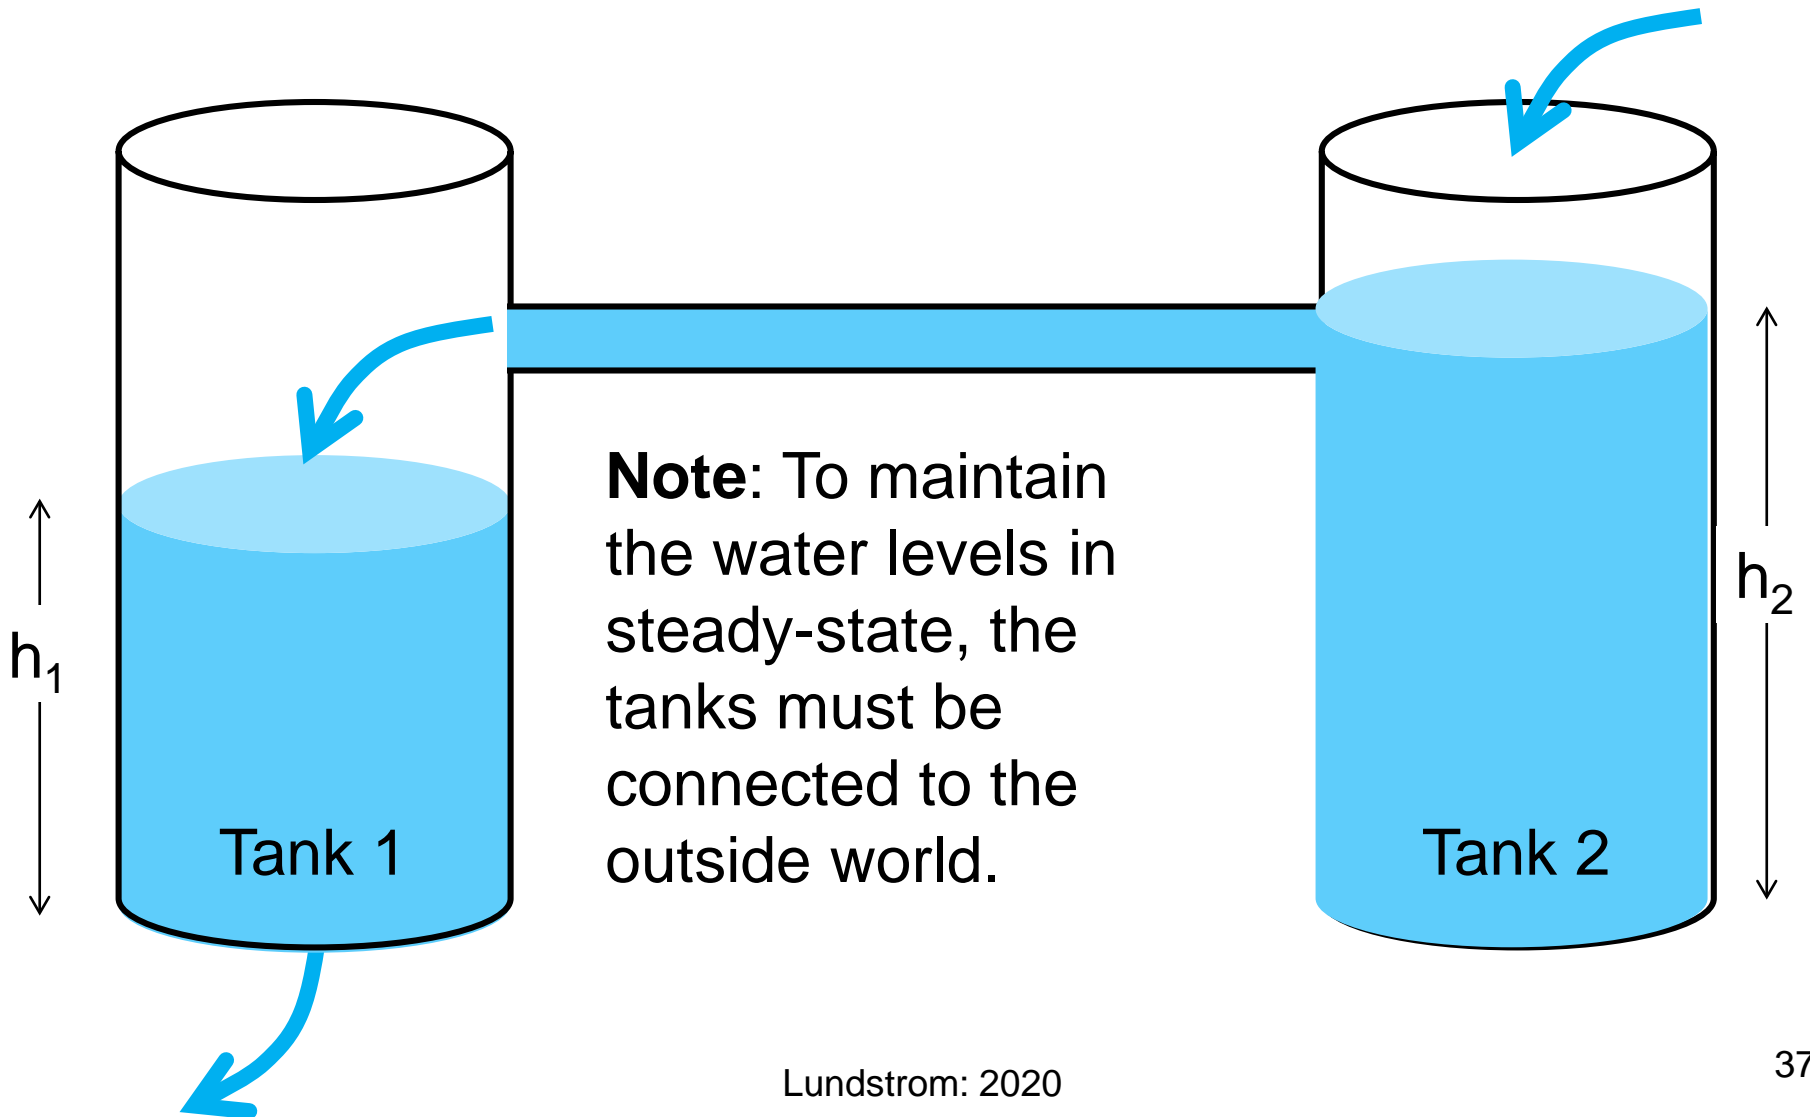 Note: To maintain
the water levels in
steady-state, the
tanks must be
connected to the
outside world.
h₁
h₂
Tank 1
Tank 2
Lundstrom: 2020
37